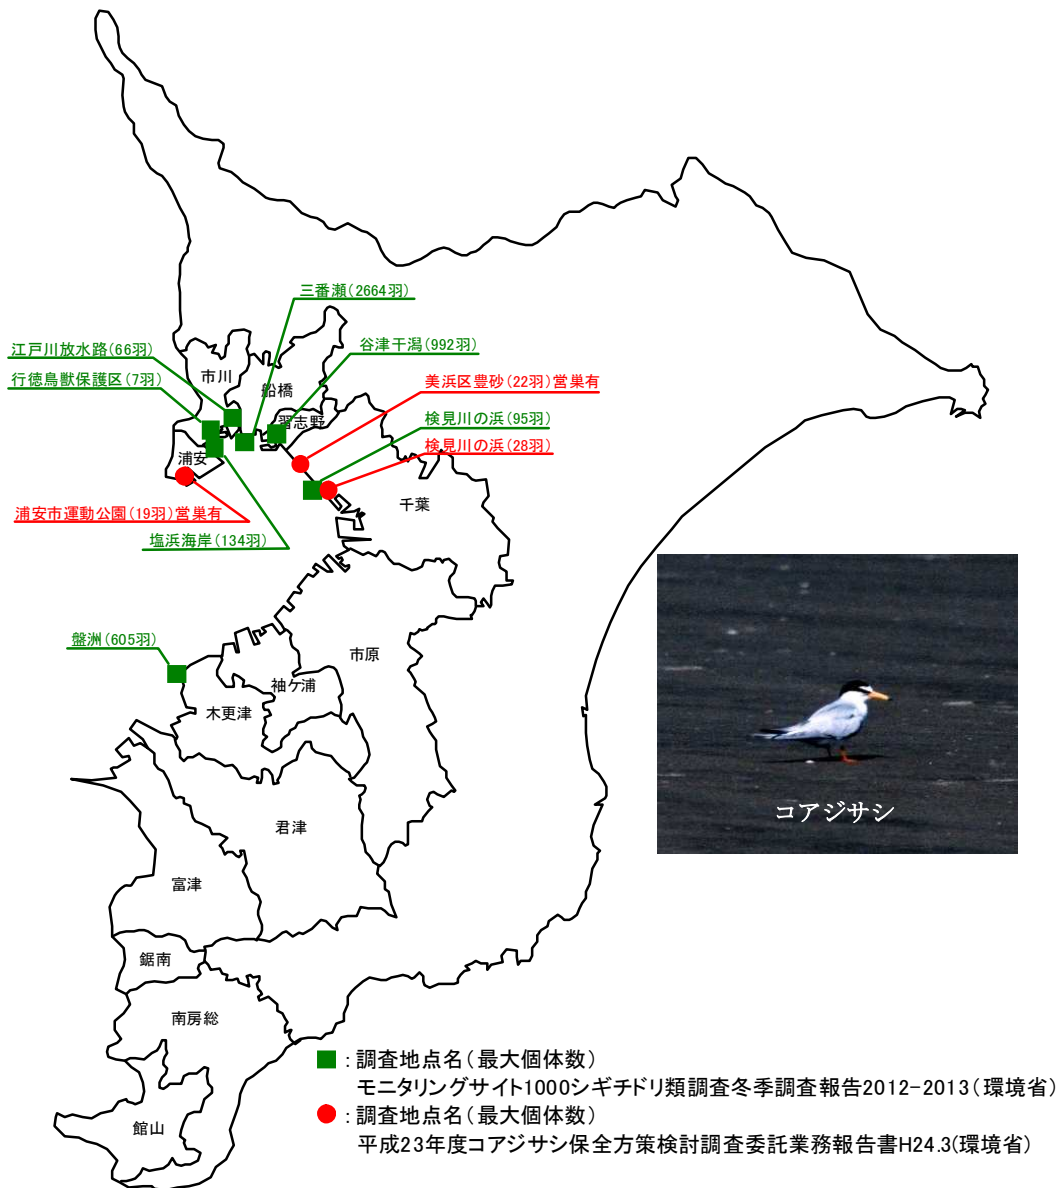 三番瀬(2664羽)
江戸川放水路(66羽)
谷津干潟(992羽)
行徳鳥獣保護区(7羽)
市川
船橋
美浜区豊砂(22羽)営巣有
習志野
検見川の浜(95羽)
検見川の浜(28羽)
浦安
千葉
浦安市運動公園(19羽)営巣有
塩浜海岸(134羽)
盤洲(605羽)
市原
袖ケ浦
木更津
コアジサシ
君津
富津
鋸南
南房総
館山
:調査地点名(最大個体数)
モニタリングサイト1000シギチドリ類調査冬季調査報告2012-2013(環境省)
:調査地点名(最大個体数)
平成23年度コアジサシ保全方策検討調査委託業務報告書H24.3(環境省)